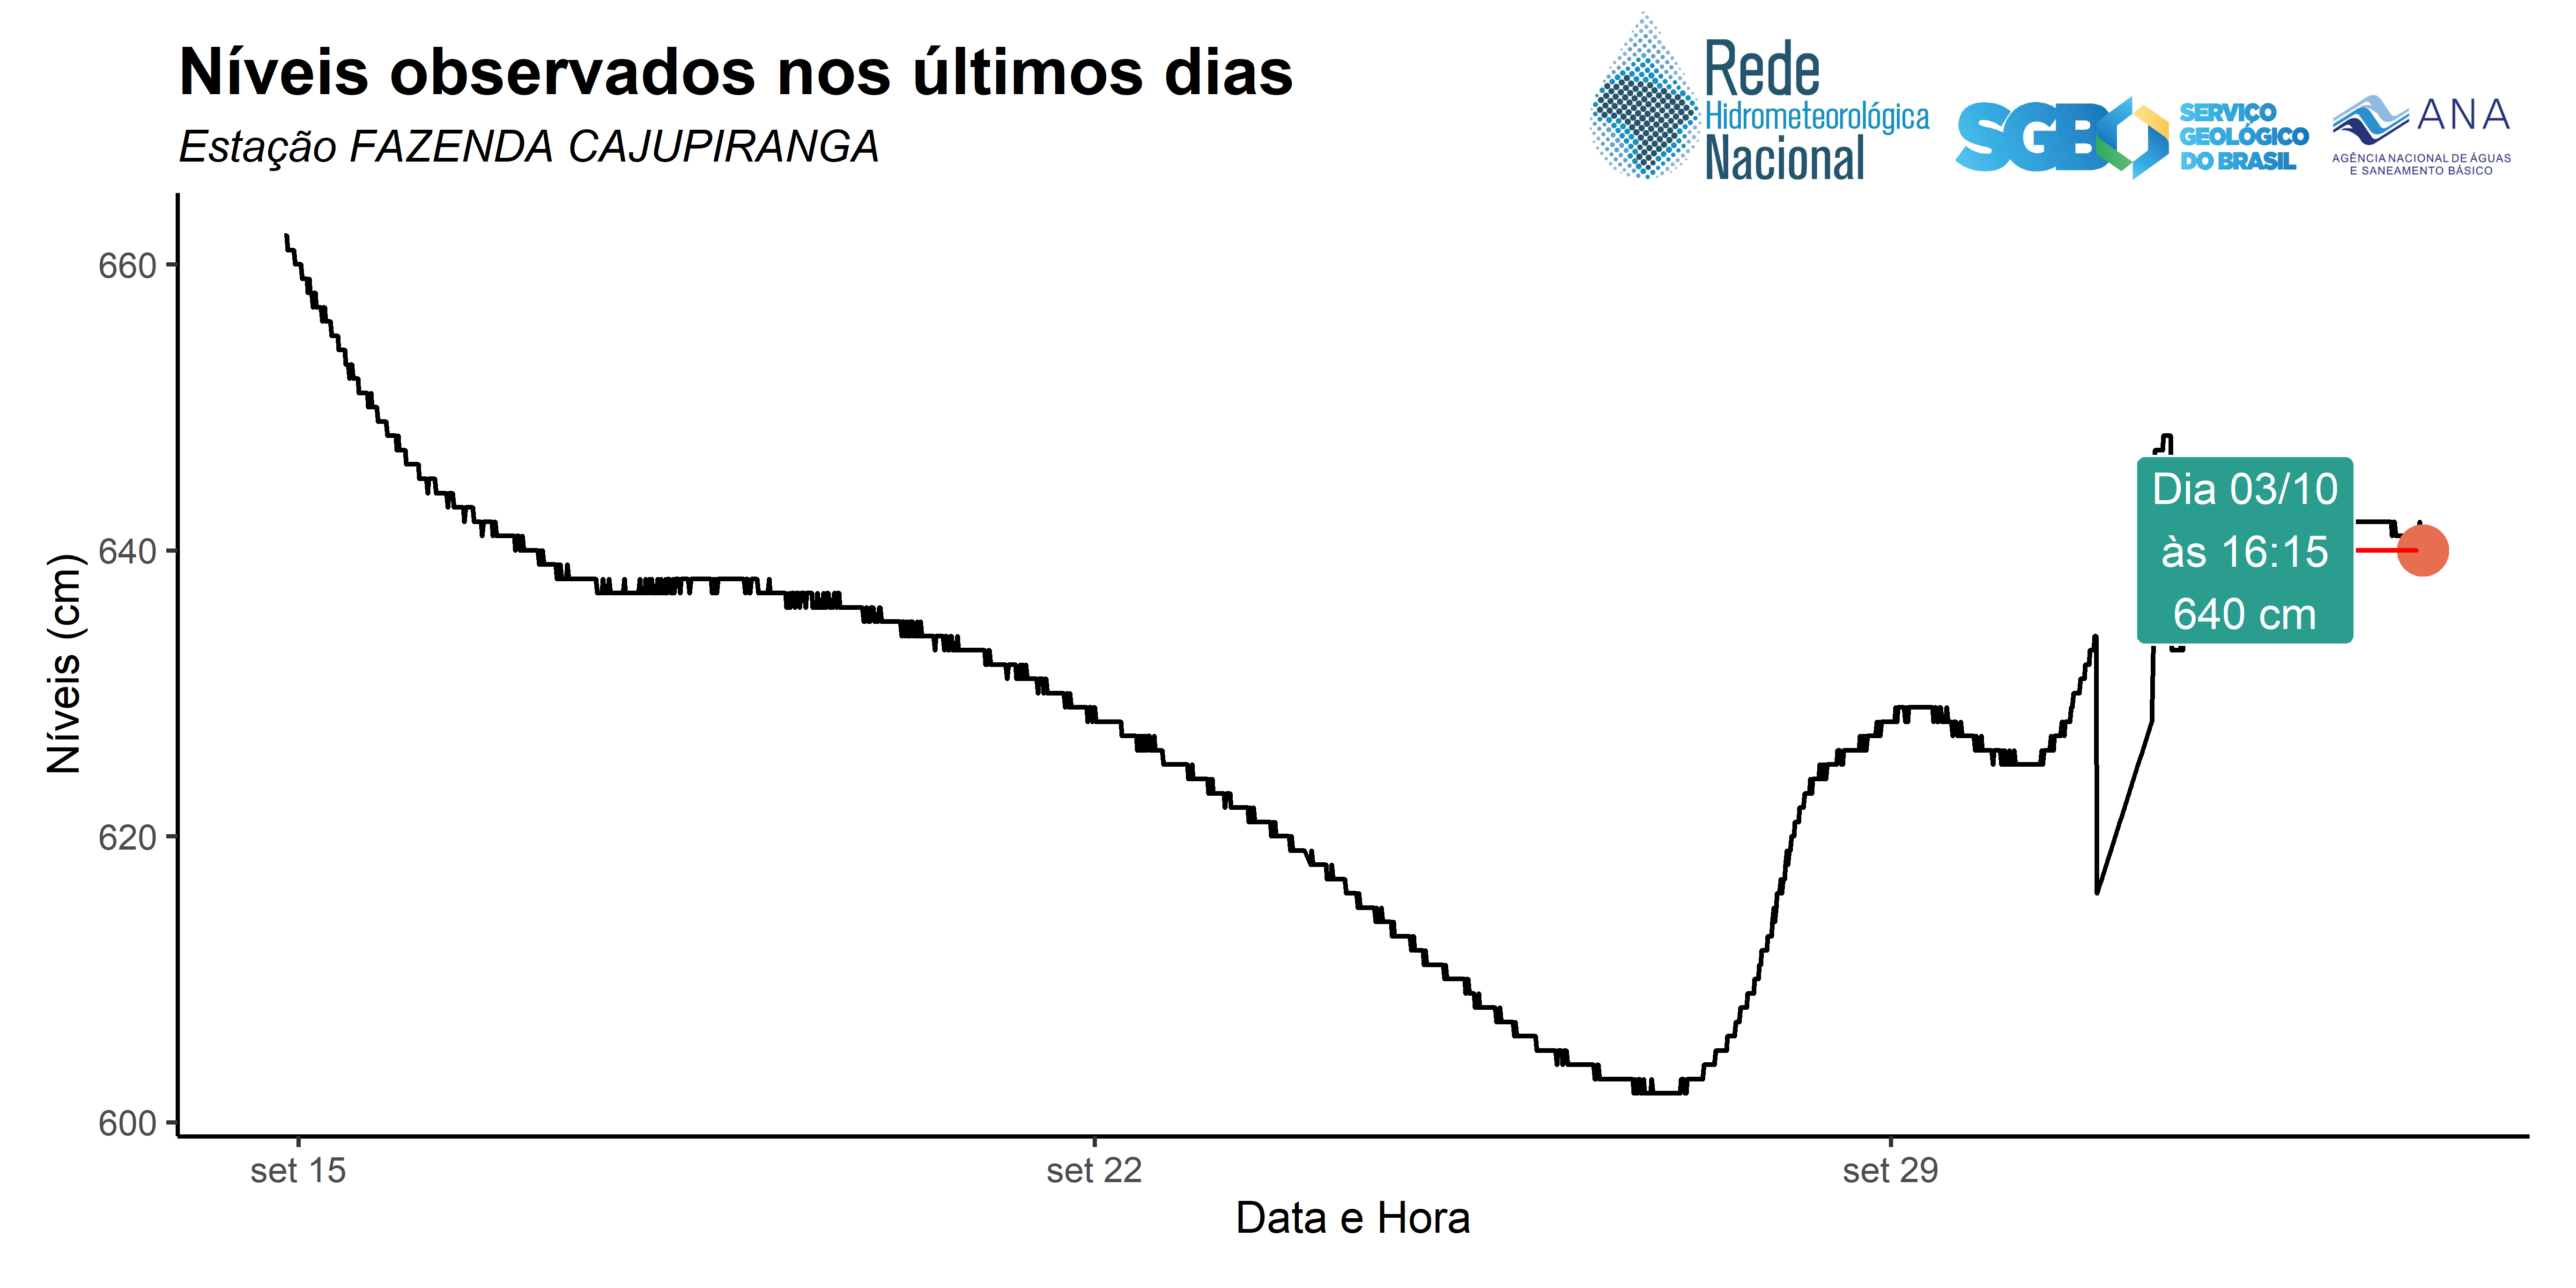 Níveis observados nos últimos dias
Estação FAZENDA CAJUPIRANGA
Rede
Hidrometeorológica
Nacional
SGB
SERVIÇO
GEOLÓGICO
DO BRASIL
ANA
AGÊNCIA NACIONAL DE ÁGUAS
E SANEAMENTO BÁSICO
Níveis (cm)
660
640
620
600
Dia 03/10
às 16:15
640 cm
set 15
set 22
set 29
Data e Hora